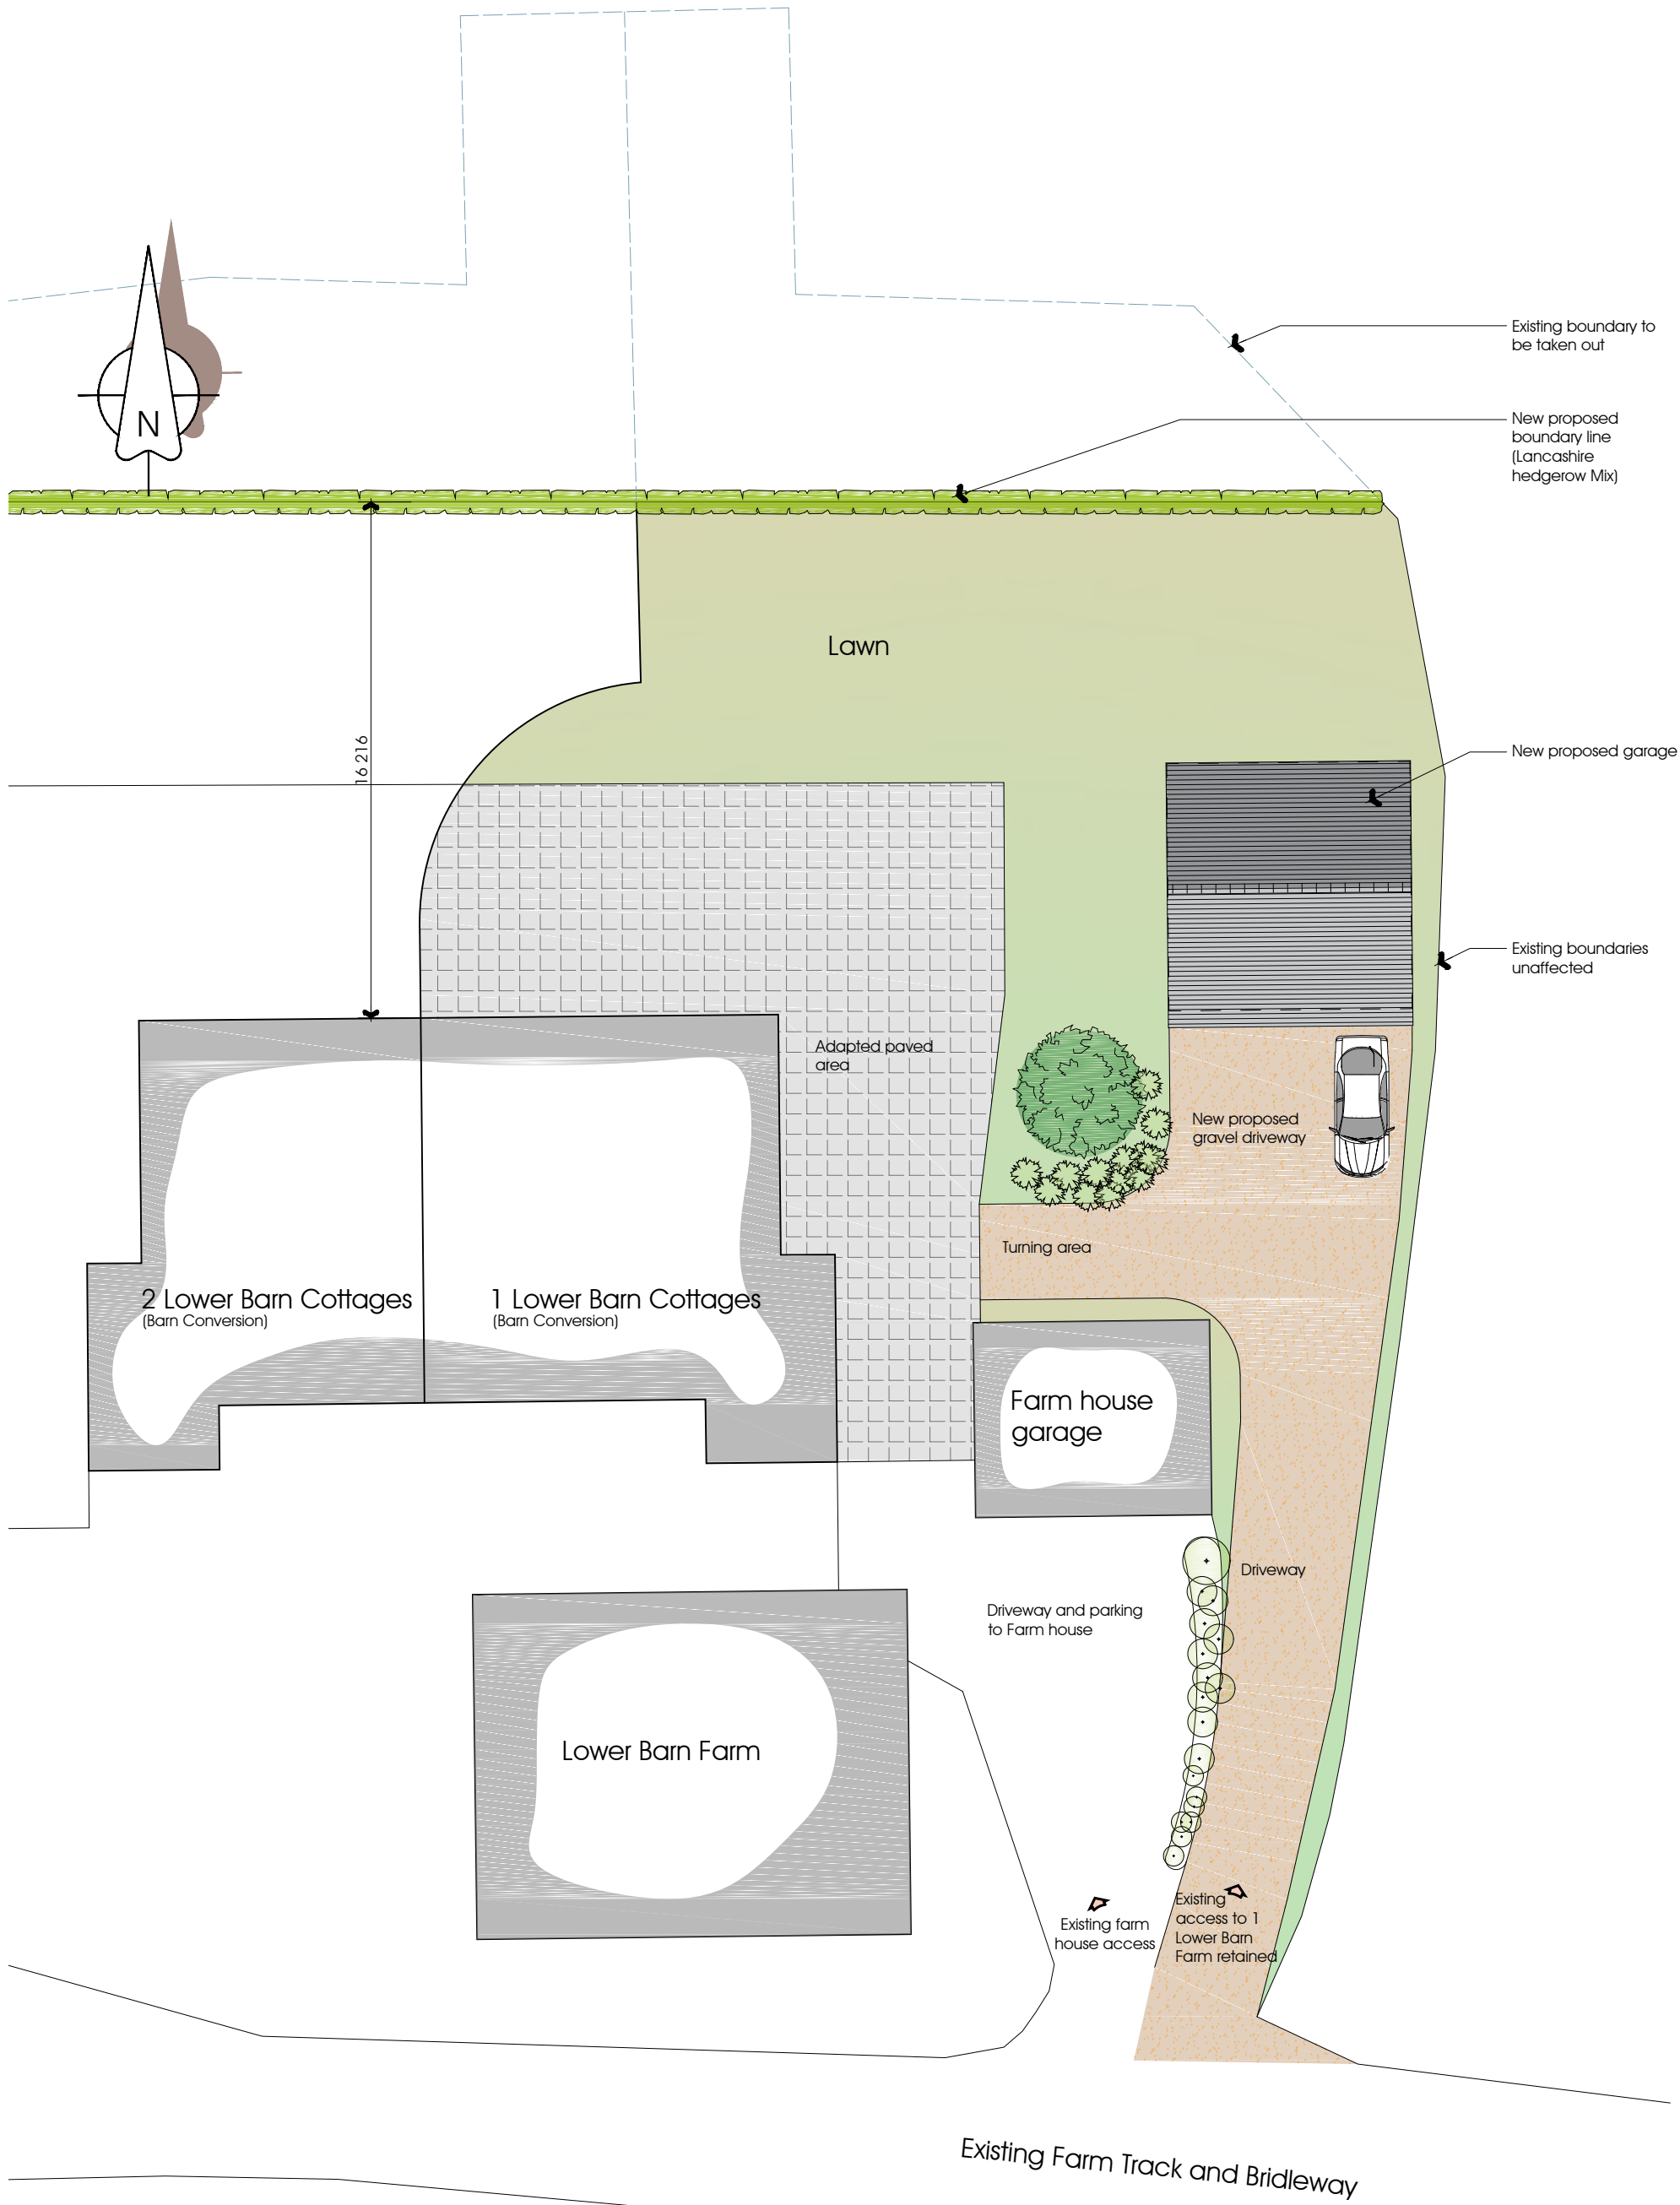 Existing boundary to
be taken out
N
New proposed
boundary line
(Lancashire
hedgerow Mix)
Lawn
16 216
New proposed garage
Existing boundaries
unaffected
Adapted paved
area
New proposed
gravel driveway
Turning area
2 Lower Barn Cottages
(Barn Conversion)
1 Lower Barn Cottages
(Barn Conversion)
Farm house
garage
Driveway
Driveway and parking
to Farm house
Lower Barn Farm
Existing farm
house access
Existing
access to 1
Lower Barn
Farm retained
Existing Farm Track and Bridleway